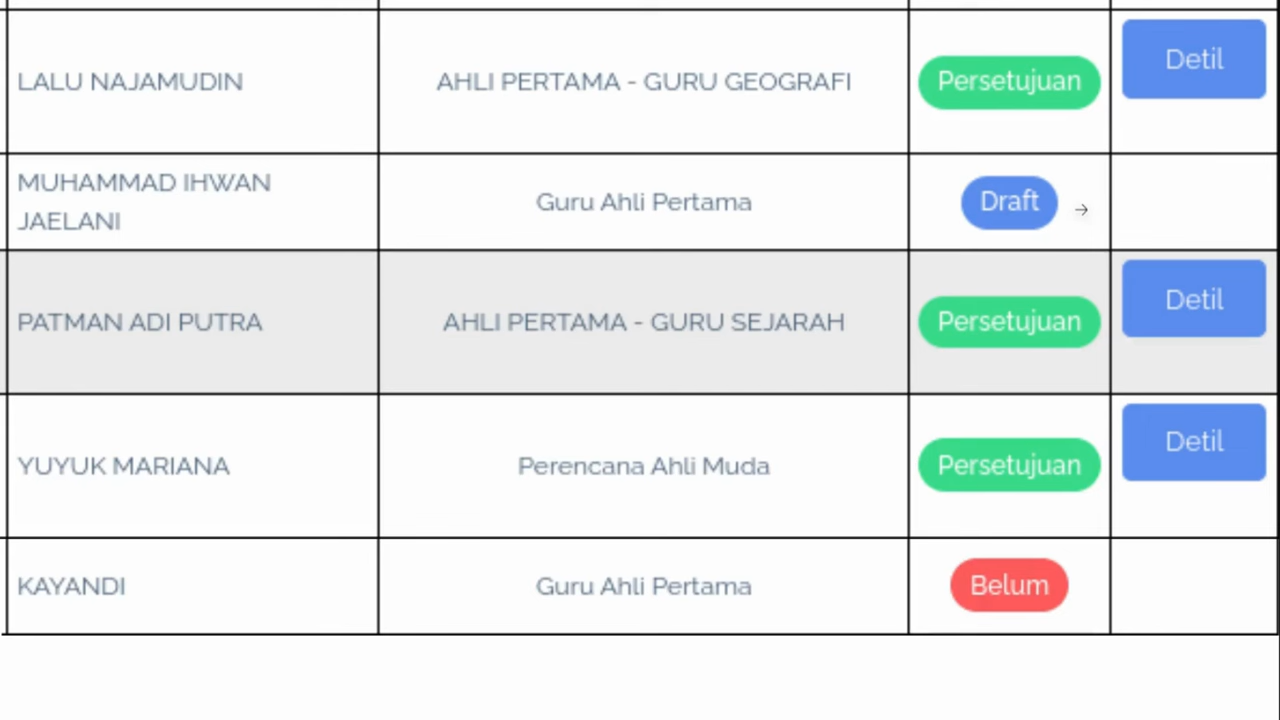 LALU NAJAMUDIN AHLI PERTAMA - GURU GEOGRAFI Persetujuan Detil
MUHAMMAD IHWAN
JAELANI Guru Ahli Pertama Draft
PATMAN ADI PUTRA AHLI PERTAMA - GURU SEJARAH Persetujuan Detil
YUYUK MARIANA Perencana Ahli Muda Persetujuan Detil
KAYANDI Guru Ahli Pertama Belum